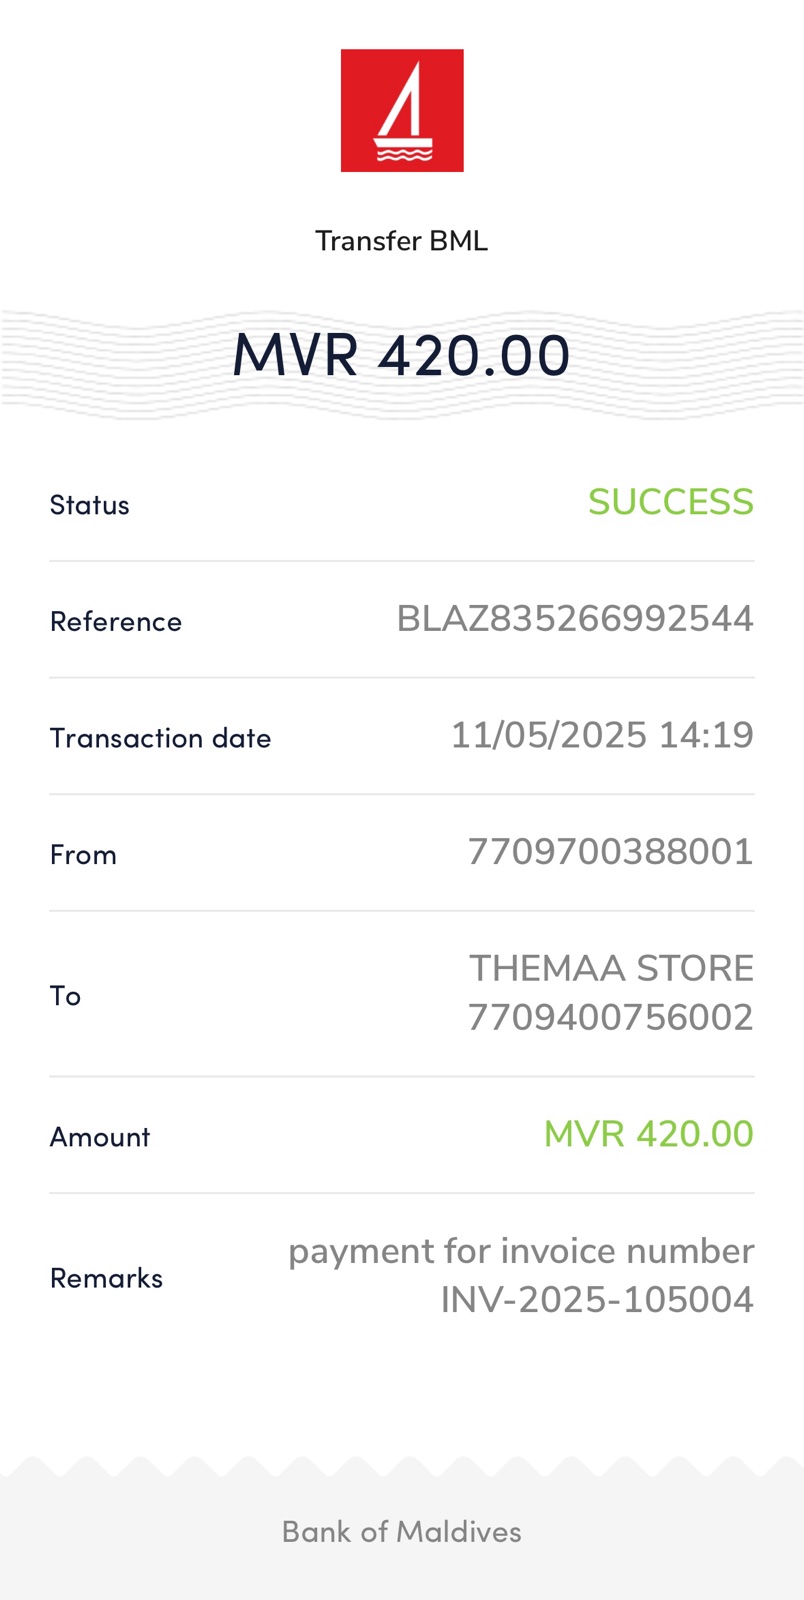 Transfer BML
MVR 420.00
Status
SUCCESS
Reference
BLAZ835266992544
Transaction date
11/05/2025 14:19
From
7709700388001
To
THEMAA STORE
7709400756002
Amount
MVR 420.00
Remarks
payment for invoice number
INV-2025-105004
Bank of Maldives